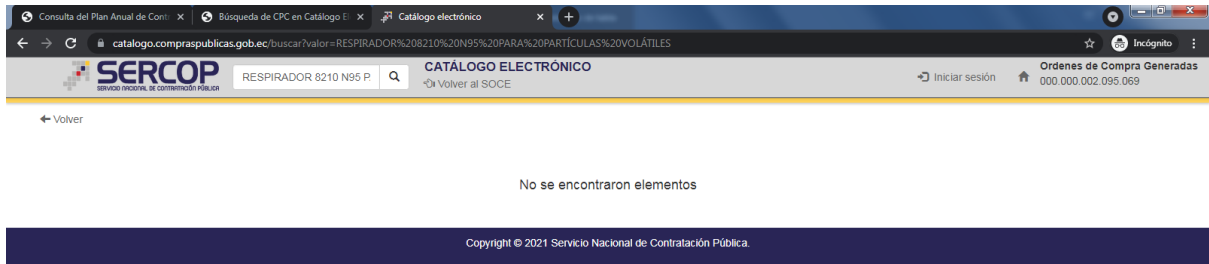 Consulta del Plan Anual de Contr
Búsqueda de CPC en Catálogo El
Catálogo electrónico
catalogo.compraspublicas.gob.ec/buscar?valor=RESPIRADOR%208210%20N95%20PARA%20PARTÍCULAS%20VOLÁTILES
Incógnito
SERCOP
SERVICIO NACIONAL DE CONTRATACIÓN PÚBLICA
RESPIRADOR 8210 N95 P.
CATÁLOGO ELECTRÓNICO
Volver al SOCE
Iniciar sesión
Ordenes de Compra Generadas
000.000.002.095.069
Volver
No se encontraron elementos
Copyright © 2021 Servicio Nacional de Contratación Pública.